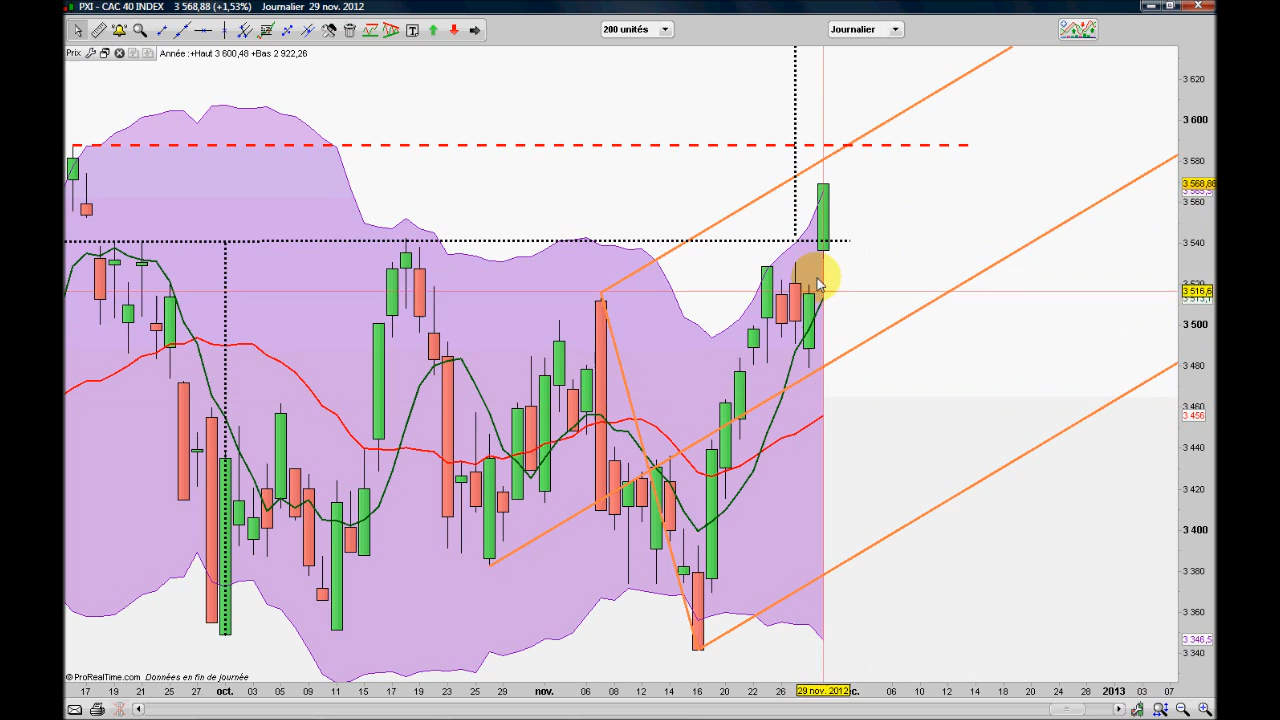 PXI - CAC 40 INDEX 3 568,88 (+1,53%) Journalier 29 nov. 2012
200 unités
Journalier
Prix
Année :+Haut 3 600,48 +Bas 2 922,26
3 620
3 600
3 580
3 568,88
3 560
3 540
3 516,6
3 513,1
3 500
3 480
3 460
3 456
3 440
3 420
3 400
3 380
3 360
3 346,5
3 340
©ProRealTime.com Données en fin de journée
17 19 21 25 27 oct. 03 05 09 11 15 17 19 23 25 29 nov. 06 08 12 14 16 20 22 26 29 nov. 2012 c. 06 10 12 14 18 20 24 26 28 2013 03 07